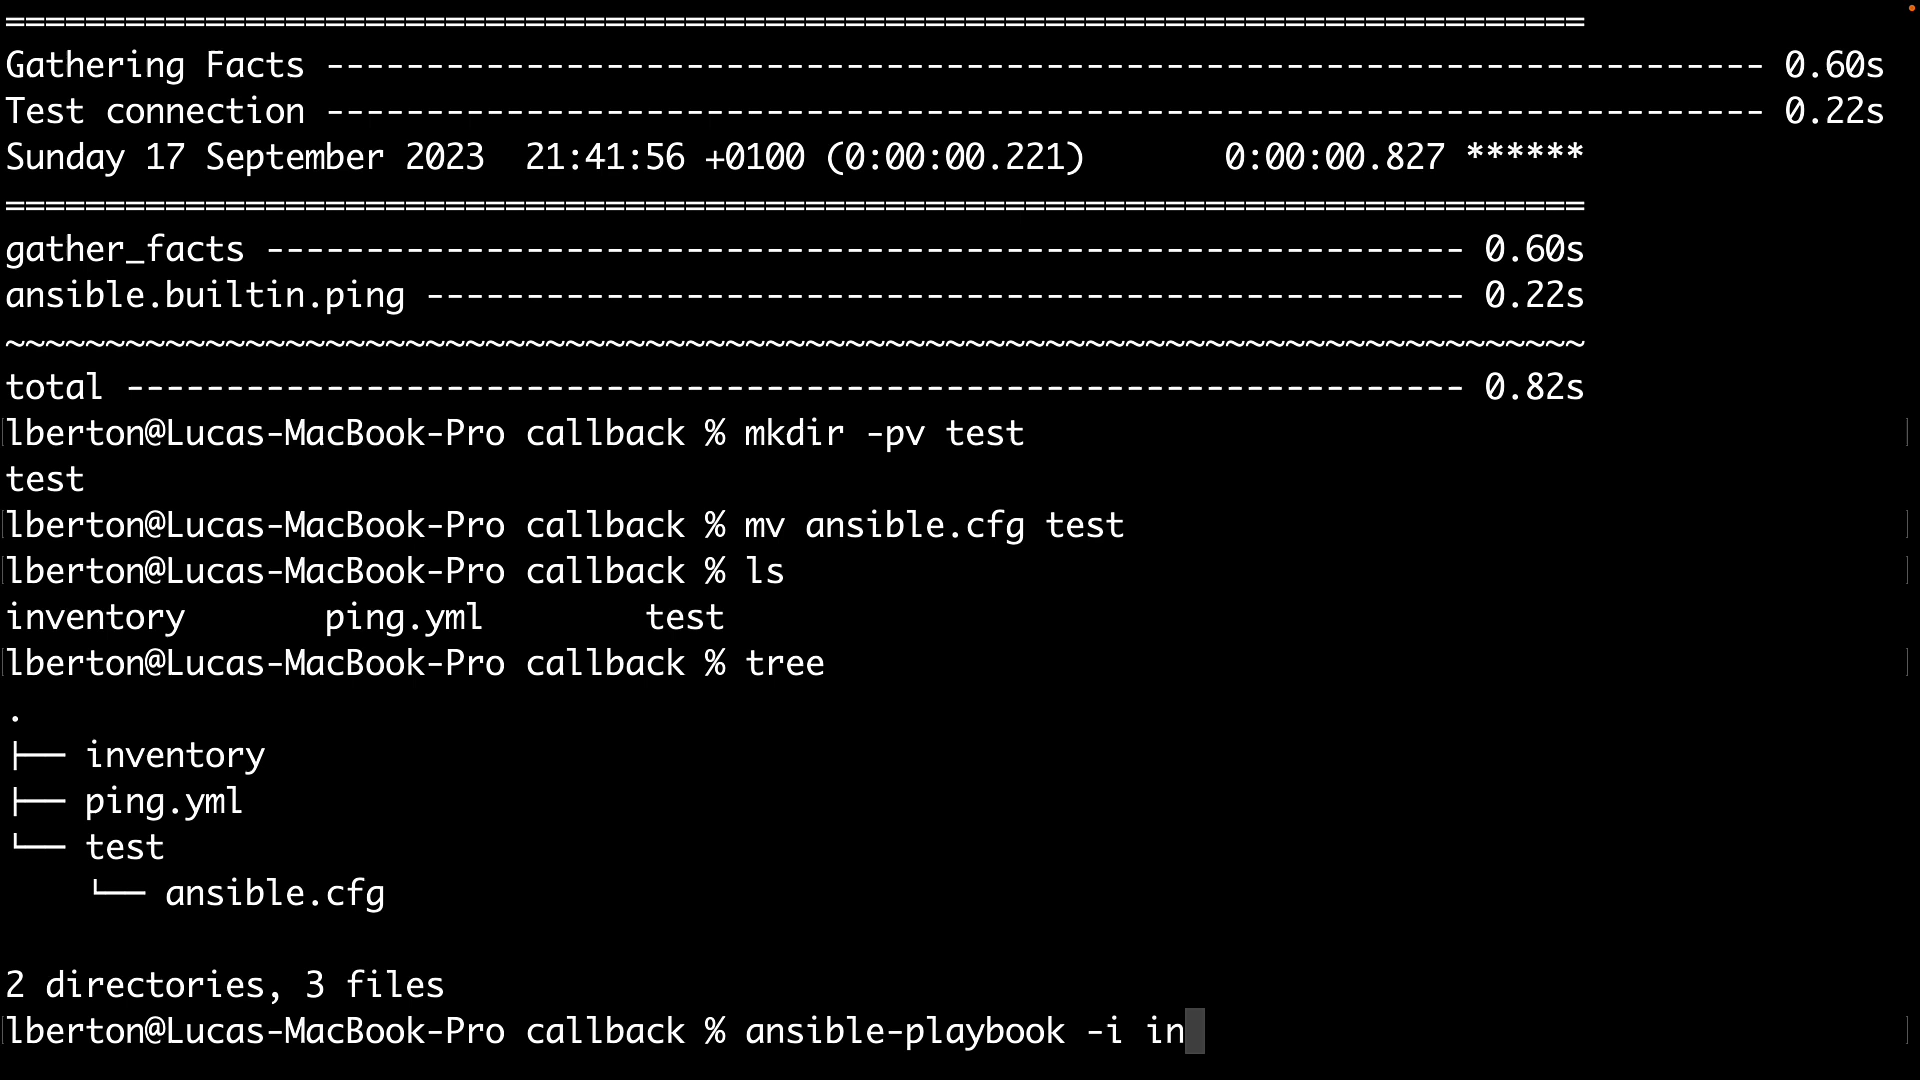 ===============================================================================
Gathering Facts ------------------------------------------------------------------------ 0.60s
Test connection ------------------------------------------------------------------------ 0.22s
Sunday 17 September 2023  21:41:56 +0100 (0:00:00.221)       0:00:00.827 ******
===============================================================================
gather_facts ------------------------------------------------------------ 0.60s
ansible.builtin.ping ---------------------------------------------------- 0.22s
~~~~~~~~~~~~~~~~~~~~~~~~~~~~~~~~~~~~~~~~~~~~~~~~~~~~~~~~~~~~~~~~~~~~~~~~~~~~~~~
total ------------------------------------------------------------------- 0.82s
lberton@Lucas-MacBook-Pro callback % mkdir -pv test
test
lberton@Lucas-MacBook-Pro callback % mv ansible.cfg test
lberton@Lucas-MacBook-Pro callback % ls
inventory       ping.yml        test
lberton@Lucas-MacBook-Pro callback % tree
.
├── inventory
├── ping.yml
└── test
    └── ansible.cfg
2 directories, 3 files
lberton@Lucas-MacBook-Pro callback % ansible-playbook -i in